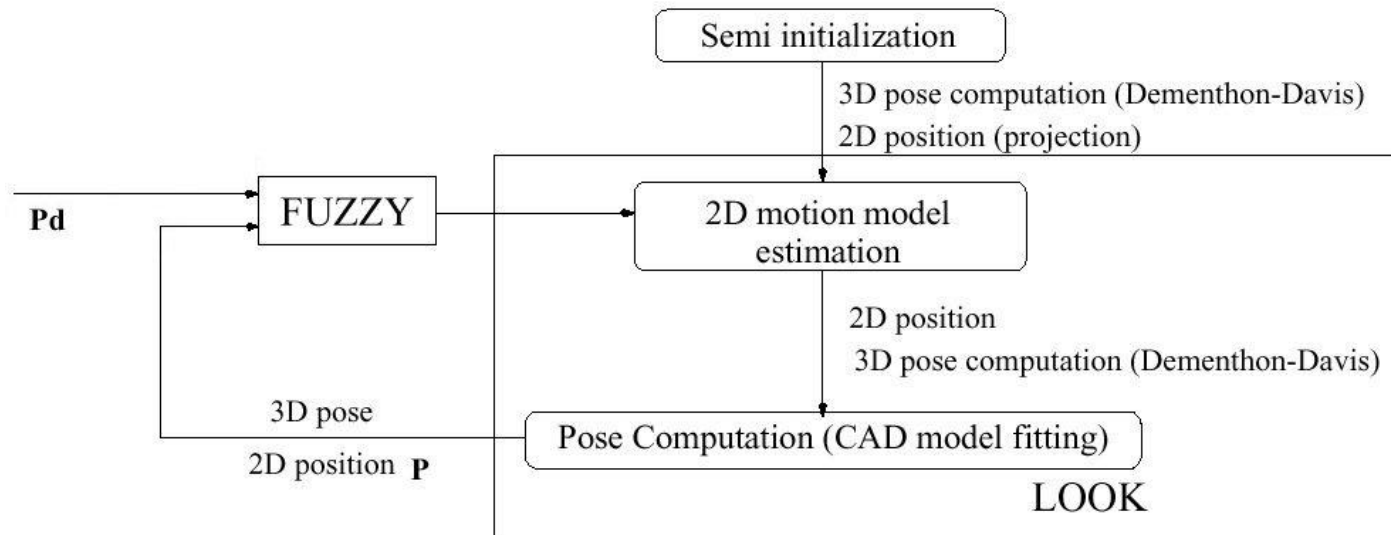 Semi initialization
3D pose computation (Dementhon-Davis)
2D position (projection)
Pd
FUZZY
2D motion model
estimation
2D position
3D pose computation (Dementhon-Davis)
3D pose
2D position P
Pose Computation (CAD model fitting)
LOOK